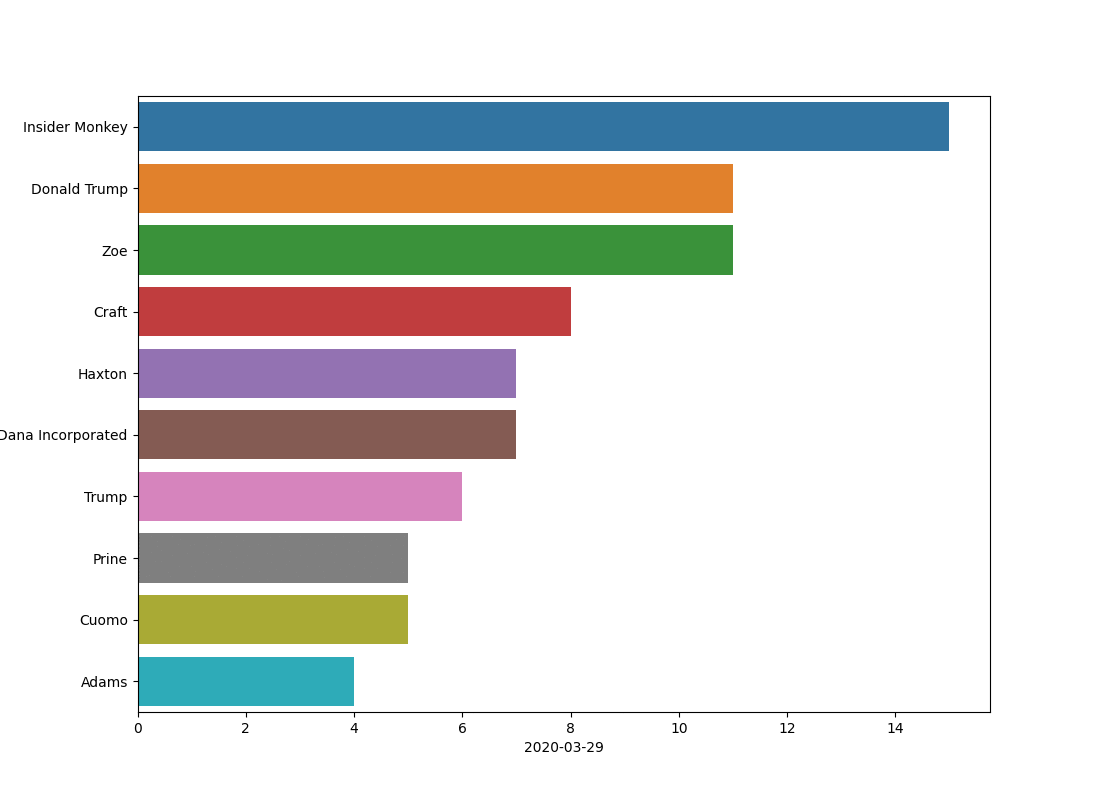 Insider Monkey
Donald Trump
Zoe
Craft
Haxton
Dana Incorporated
Trump
Prine
Cuomo
Adams
0 2 4 6 8 10 12 14
2020-03-29